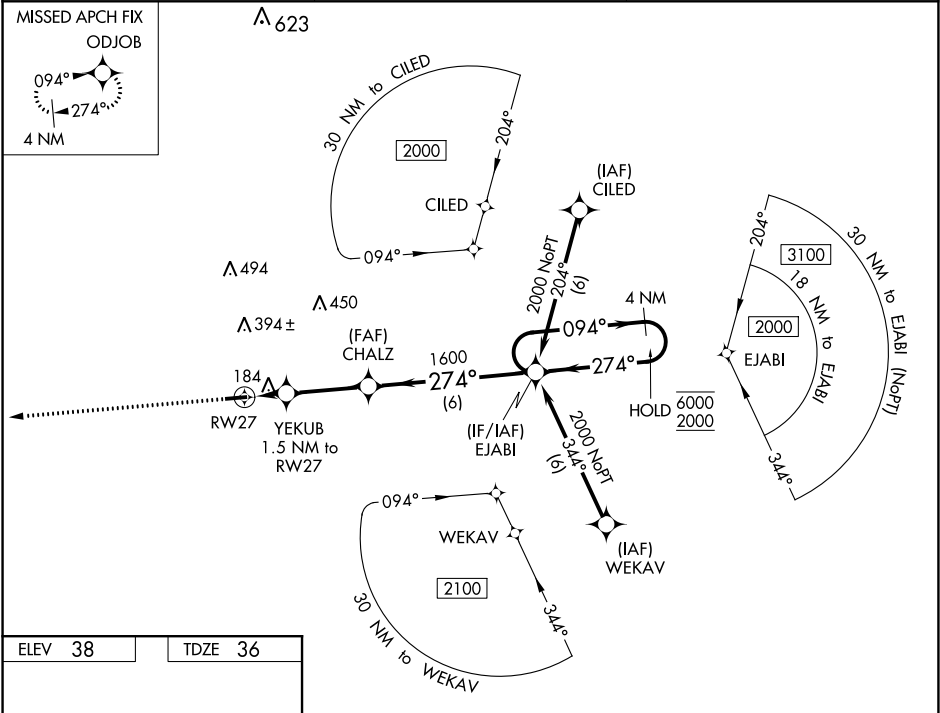 MISSED APCH FIX
ODJOB
094°
274°
4 NM
623
30 NM to CILED
2000
204°
CILED
094°
(IAF)
CILED
2000 NoPT
204°
(6)
204°
3100
30 NM to EJABI (NoPT)
18 NM to EJABI
2000
EJABI
344°
494
450
394±
4 NM
094°
(FAF)
CHALZ
1600
274°
(6)
274°
HOLD
6000
2000
184
RW27
YEKUB
1.5 NM to
RW27
(IF/IAF)
EJABI
2000 NoPT
344°
(6)
(IAF)
WEKAV
094°
WEKAV
2100
344°
30 NM to WEKAV
ELEV 38
TDZE 36